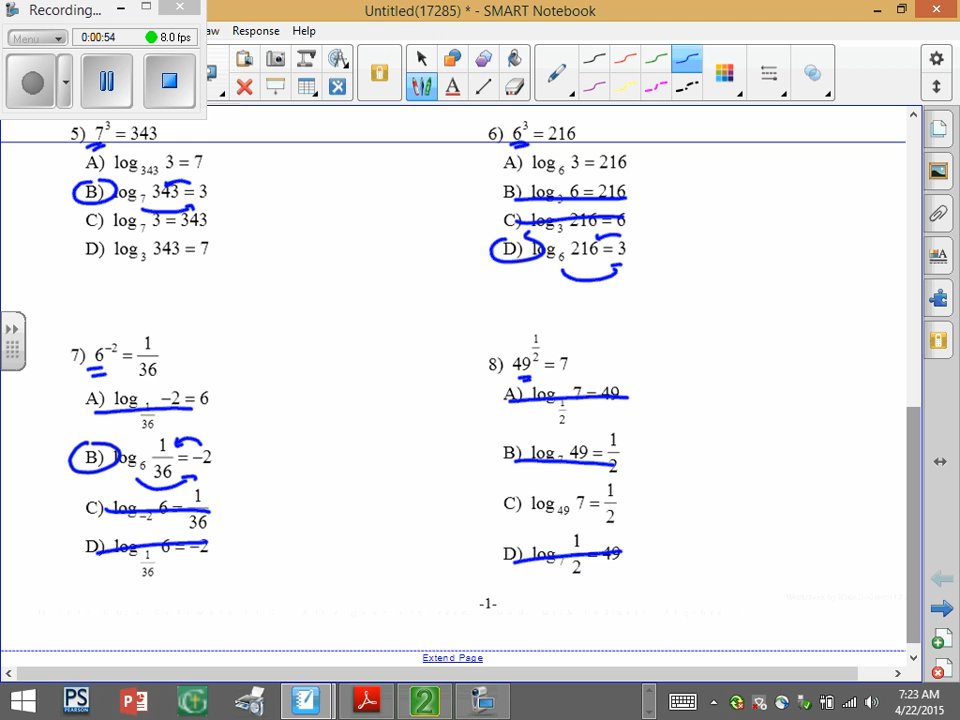 Recording...
Untitled(17285) * - SMART Notebook
Menu
0:00:54
8.0 fps
Response Help
5) 7³ = 343
A) log₃₄₃ 3 = 7
B) log₇ 343 = 3
C) log₇ 3 = 343
D) log₃ 343 = 7
6) 6³ = 216
A) log₆ 3 = 216
B) log₃ 6 = 216
C) log₃ 216 = 6
D) log₆ 216 = 3
7) 6⁻² = 1/36
A) log 1/36 −2 = 6
B) log₆ 1/36 = −2
C) log₋₂ 6 = 1/36
D) log 1/36 6 = −2
8) 49^1/2 = 7
A) log 1/2 7 = 49
B) log₇ 49 = 1/2
C) log₄₉ 7 = 1/2
D) log₇ 1/2 = 49
-1-
Extend Page
PS
PEARSON
2
7:23 AM
4/22/2015